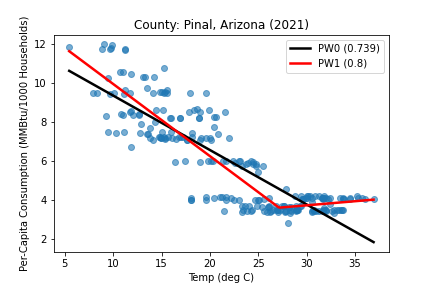 County: Pinal, Arizona (2021)
PW0 (0.739)
PW1 (0.8)
Per-Capita Consumption (MMBtu/1000 Households)
12
10
8
6
4
2
5 10 15 20 25 30 35
Temp (deg C)